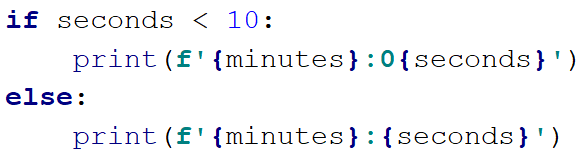 if seconds < 10:
    print(f'{minutes}:0{seconds}')
else:
    print(f'{minutes}:{seconds}')